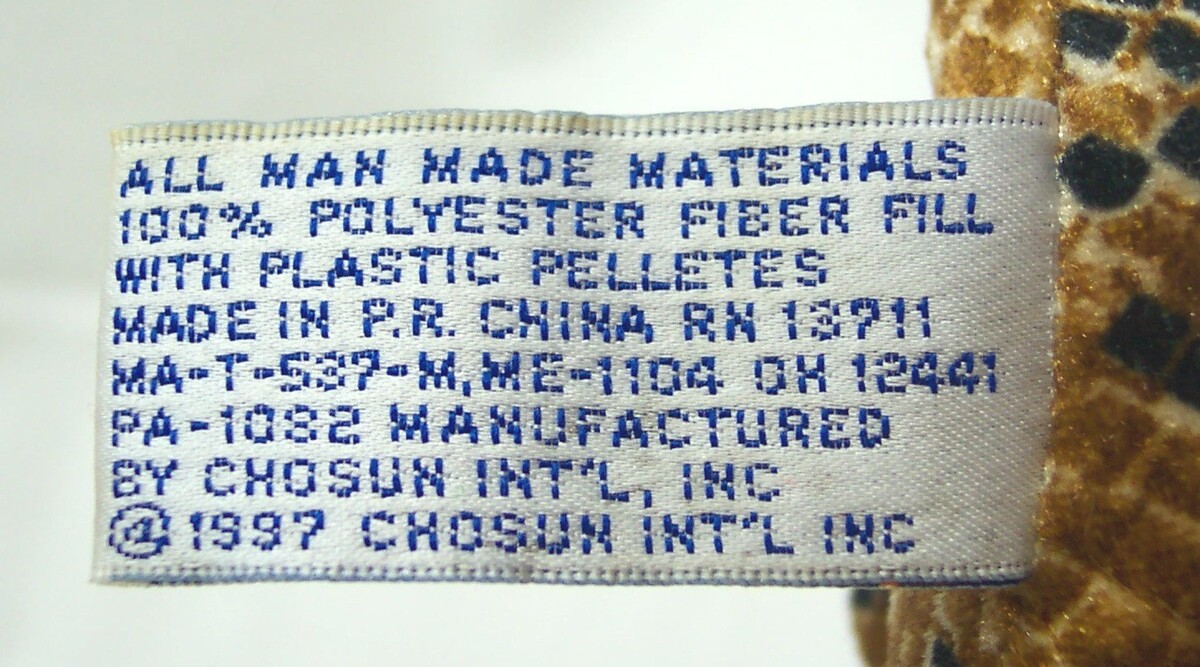 ALL MAN MADE MATERIALS
100% POLYESTER FIBER FILL
WITH PLASTIC PELLETES
MADE IN P.R. CHINA RN 13711
MA-T-537-M,ME-1104 OH 12441
PA-1082 MANUFACTURED
BY CHOSUN INT'L, INC
© 1997 CHOSUN INT'L INC